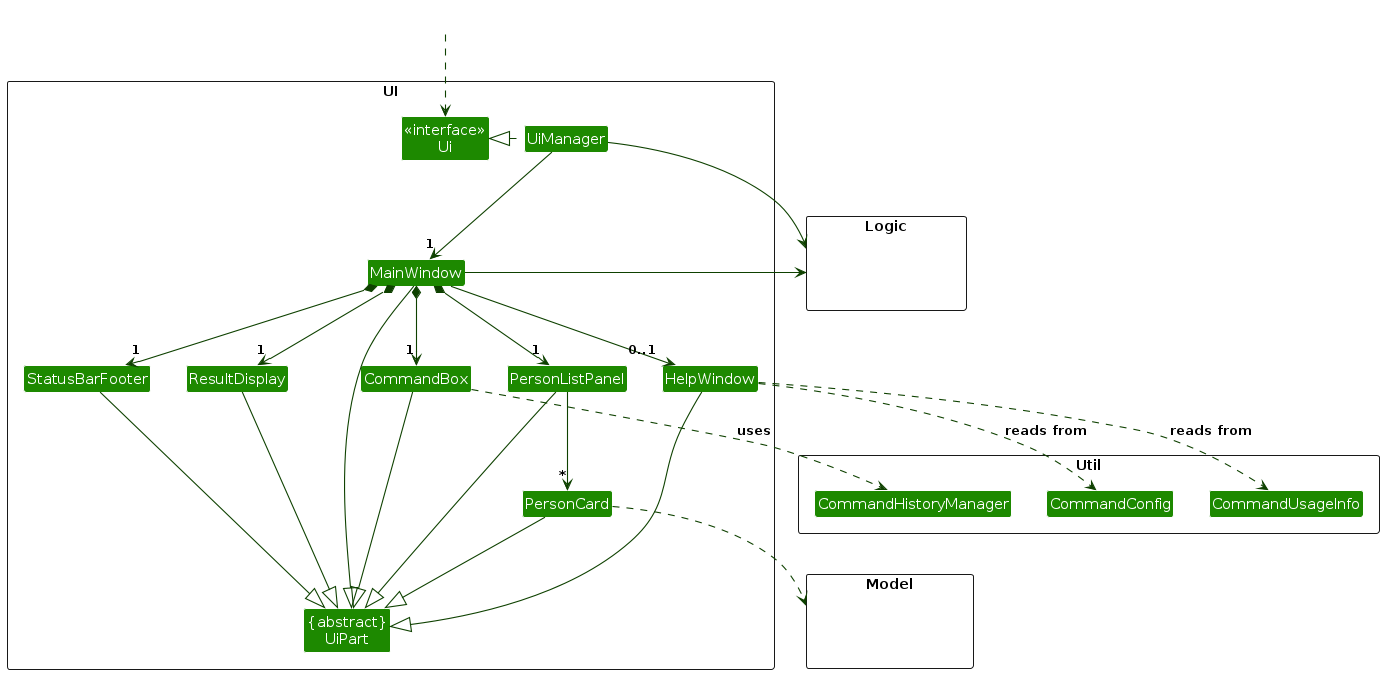 UI
«interface»
Ui
UiManager
Logic
1
MainWindow
1
1
1
1
0..1
StatusBarFooter
ResultDisplay
CommandBox
PersonListPanel
HelpWindow
uses
reads from
reads from
Util
*
PersonCard
CommandHistoryManager
CommandConfig
CommandUsageInfo
Model
{abstract}
UiPart